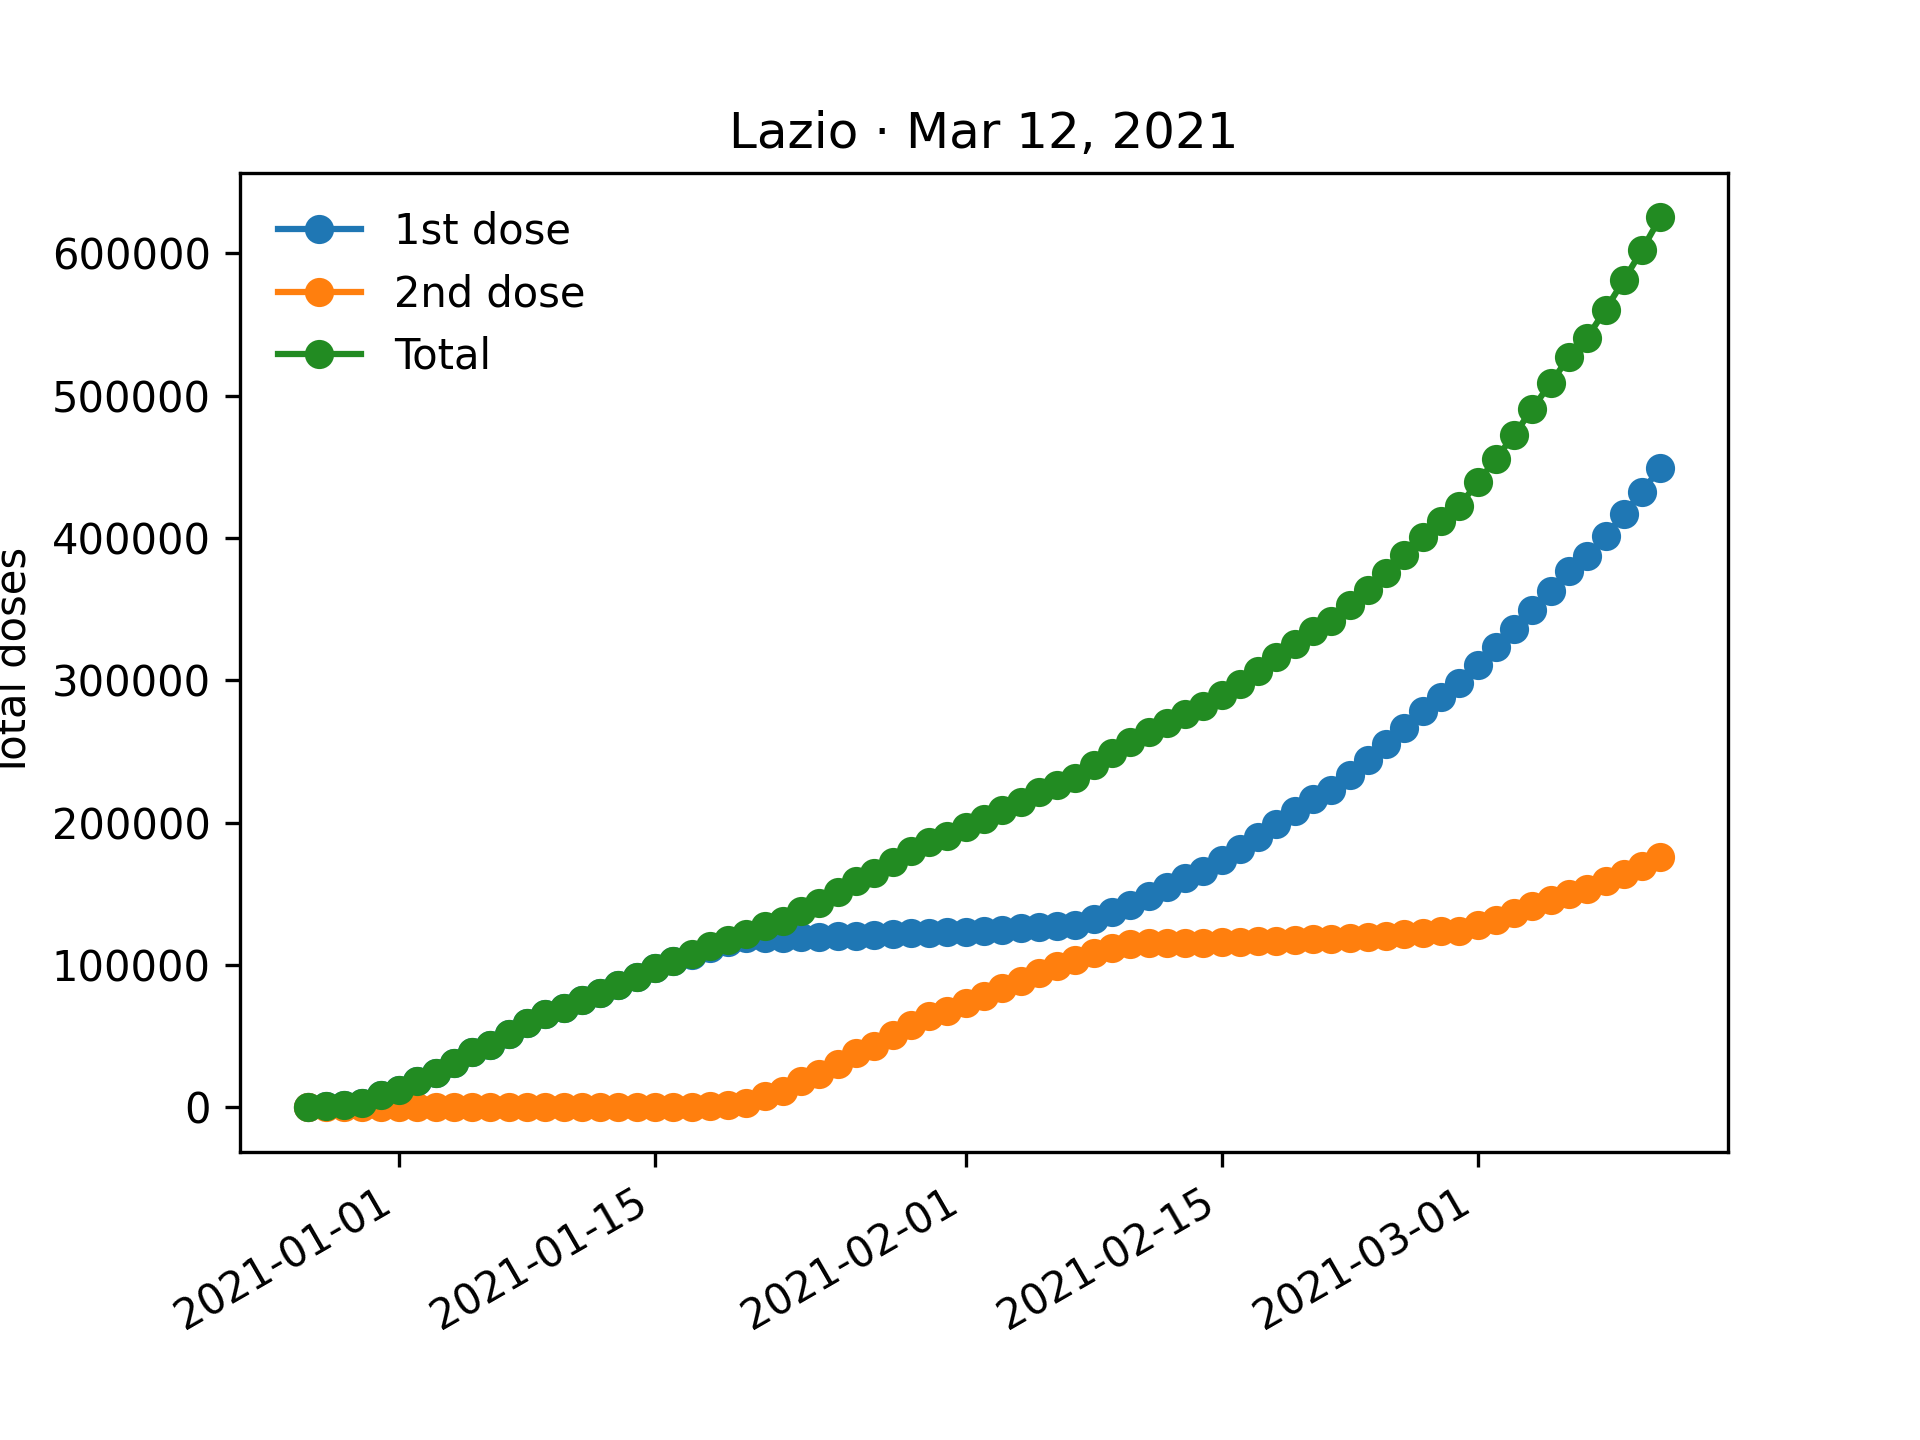 Lazio · Mar 12, 2021
1st dose
2nd dose
Total
600000
500000
400000
300000
200000
100000
0
Total doses
2021-01-01
2021-01-15
2021-02-01
2021-02-15
2021-03-01